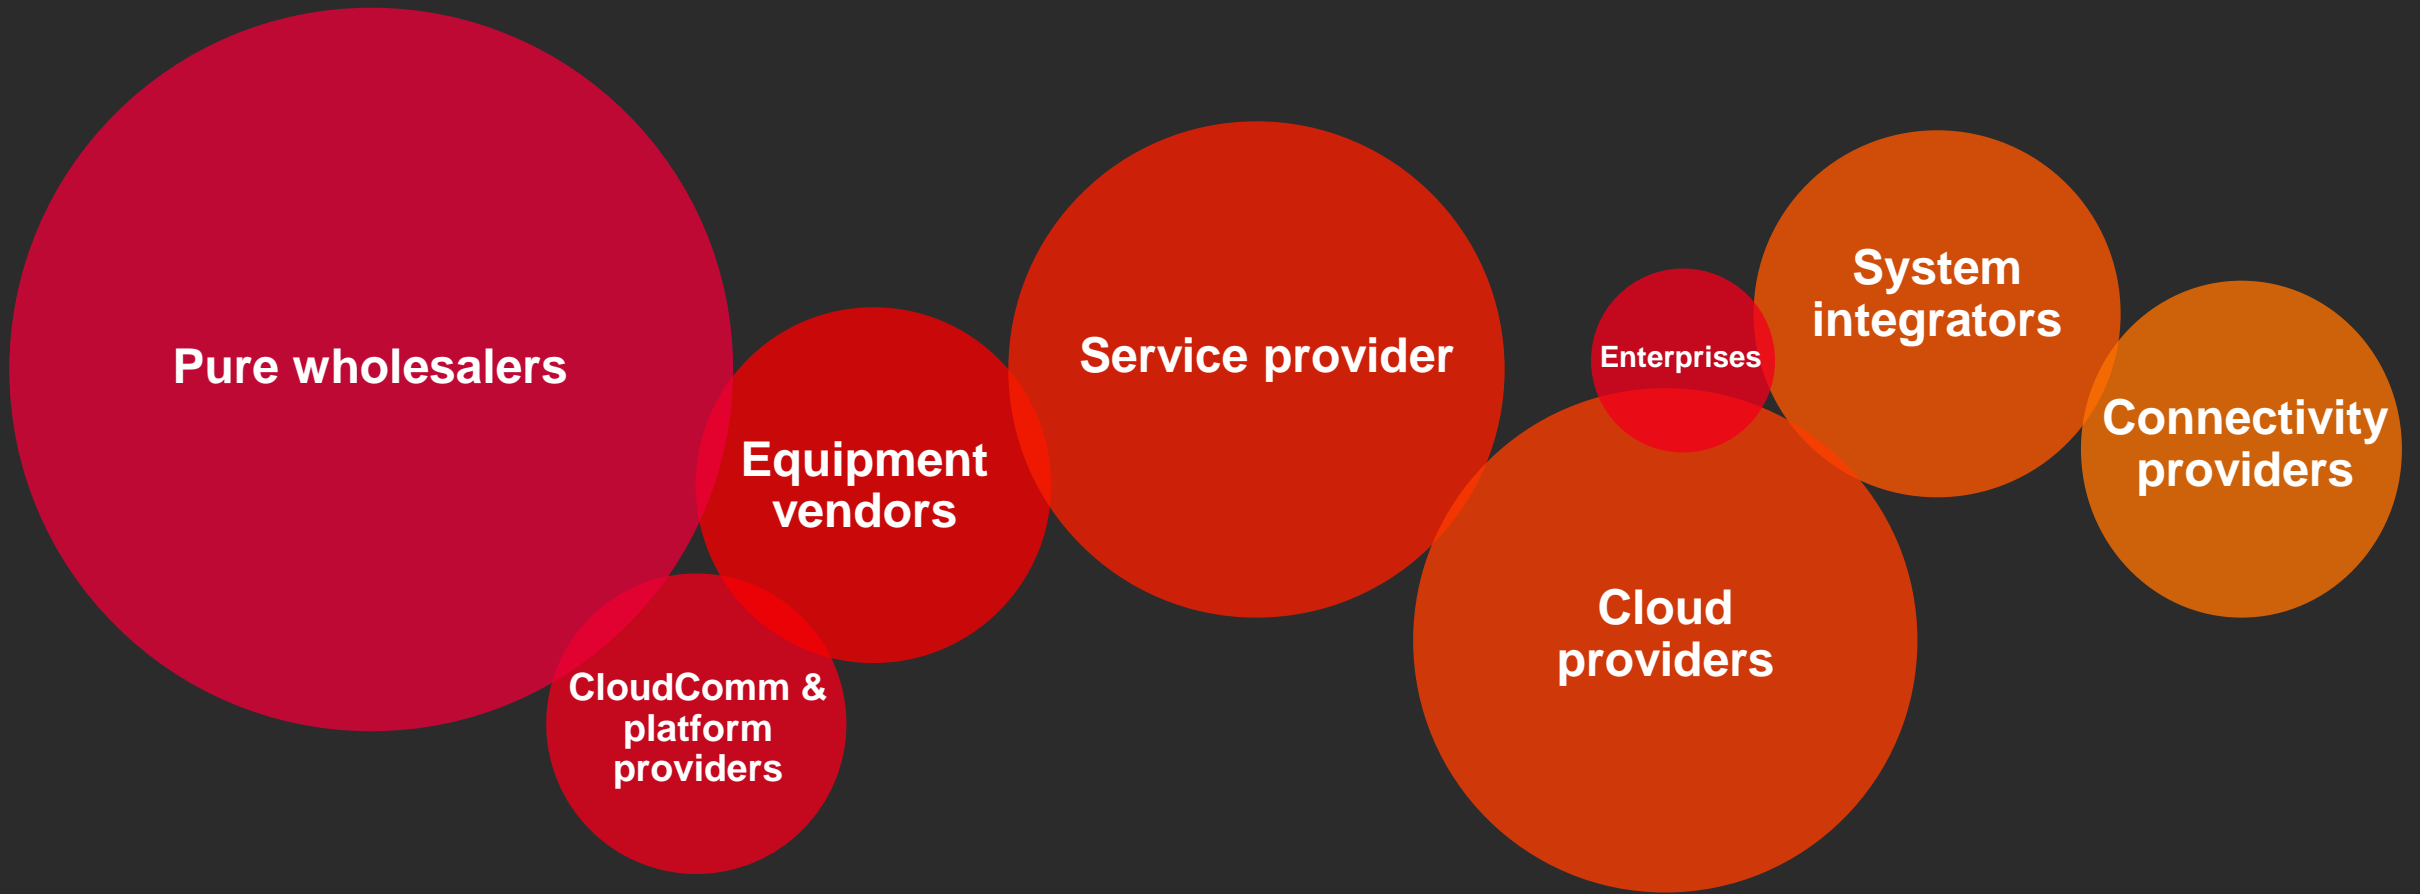 Pure wholesalers
CloudComm &
platform
providers
Equipment
vendors
Service provider
Enterprises
Cloud
providers
System
integrators
Connectivity
providers